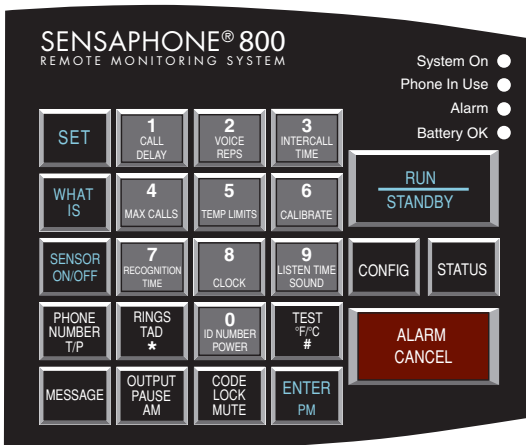 SENSAPHONE® 800
REMOTE MONITORING SYSTEM
System On
Phone In Use
Alarm
Battery OK
SET
1
CALL
DELAY
2
VOICE
REPS
3
INTERCALL
TIME
RUN
STANDBY
WHAT
IS
4
MAX CALLS
5
TEMP LIMITS
6
CALIBRATE
SENSOR
ON/OFF
7
RECOGNITION
TIME
8
CLOCK
9
LISTEN TIME
SOUND
CONFIG
STATUS
PHONE
NUMBER
T/P
RINGS
TAD
*
0
ID NUMBER
POWER
TEST
°F/°C
#
ALARM
CANCEL
MESSAGE
OUTPUT
PAUSE
AM
CODE
LOCK
MUTE
ENTER
PM